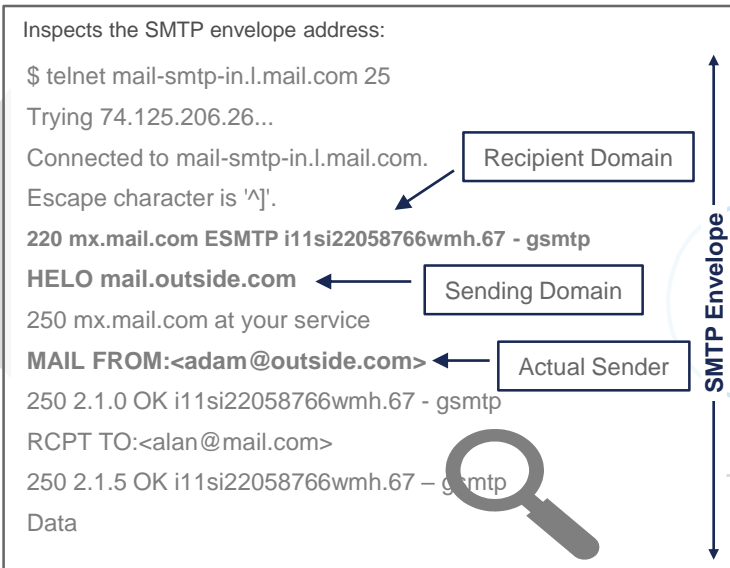 Inspects the SMTP envelope address:
$ telnet mail-smtp-in.l.mail.com 25
Trying 74.125.206.26...
Connected to mail-smtp-in.l.mail.com.
Recipient Domain
Escape character is '^]'.
220 mx.mail.com ESMTP i11si22058766wmh.67 - gsmtp
HELO mail.outside.com
Sending Domain
250 mx.mail.com at your service
MAIL FROM:<adam@outside.com>
Actual Sender
250 2.1.0 OK i11si22058766wmh.67 - gsmtp
RCPT TO:<alan@mail.com>
250 2.1.5 OK i11si22058766wmh.67 – gsmtp
Data
SMTP Envelope